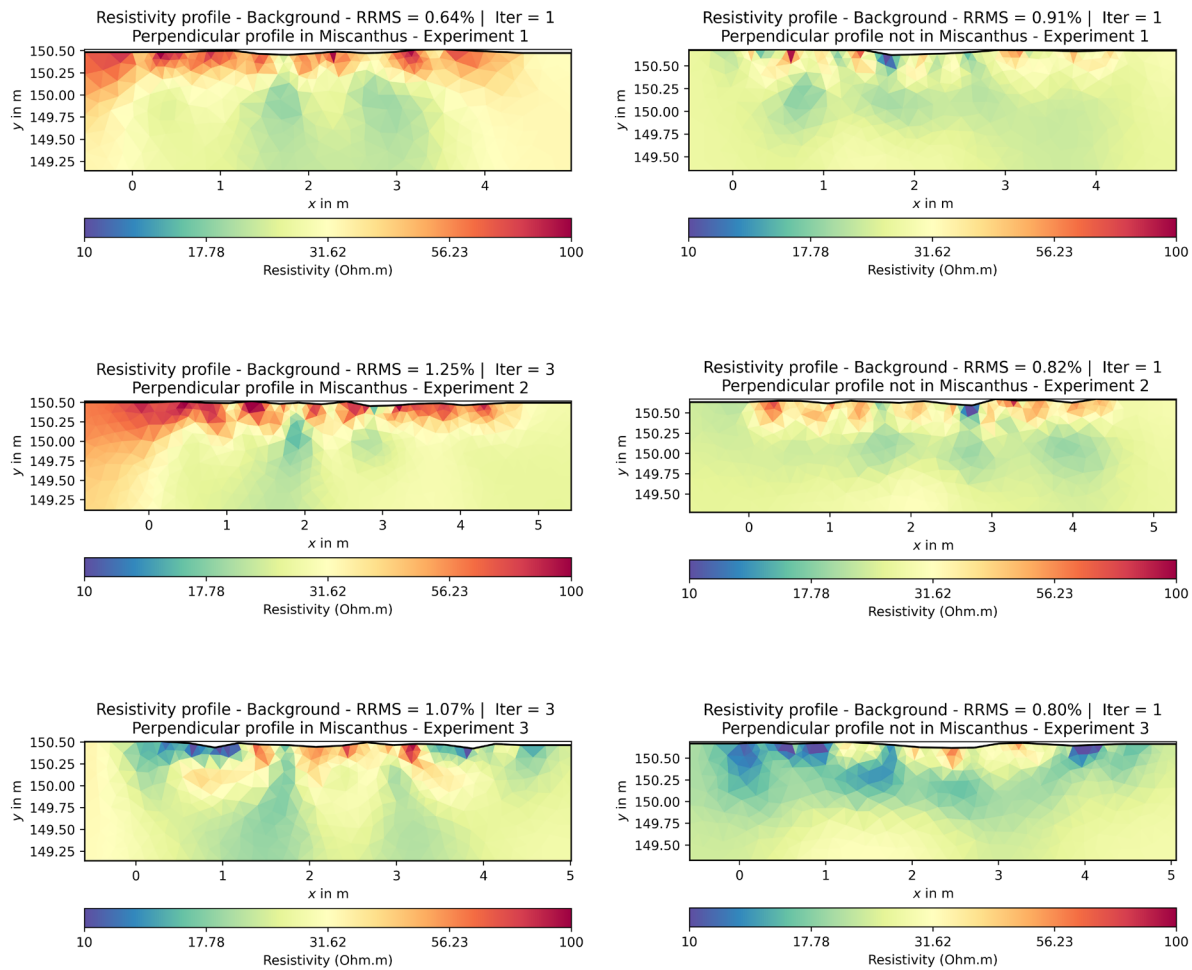 Resistivity profile - Background - RRMS = 0.64% | Iter = 1
Perpendicular profile in Miscanthus - Experiment 1
150.50
150.25
150.00
149.75
149.50
149.25
y in m
0 1 2 3 4
x in m
10 17.78 31.62 56.23 100
Resistivity (Ohm.m)
Resistivity profile - Background - RRMS = 0.91% | Iter = 1
Perpendicular profile not in Miscanthus - Experiment 1
150.50
150.00
149.50
y in m
0 1 2 3 4
x in m
10 17.78 31.62 56.23 100
Resistivity (Ohm.m)
Resistivity profile - Background - RRMS = 1.25% | Iter = 3
Perpendicular profile in Miscanthus - Experiment 2
150.50
150.25
150.00
149.75
149.50
149.25
y in m
0 1 2 3 4 5
x in m
10 17.78 31.62 56.23 100
Resistivity (Ohm.m)
Resistivity profile - Background - RRMS = 0.82% | Iter = 1
Perpendicular profile not in Miscanthus - Experiment 2
150.50
150.25
150.00
149.75
149.50
y in m
0 1 2 3 4 5
x in m
10 17.78 31.62 56.23 100
Resistivity (Ohm.m)
Resistivity profile - Background - RRMS = 1.07% | Iter = 3
Perpendicular profile in Miscanthus - Experiment 3
150.50
150.25
150.00
149.75
149.50
149.25
y in m
0 1 2 3 4 5
x in m
10 17.78 31.62 56.23 100
Resistivity (Ohm.m)
Resistivity profile - Background - RRMS = 0.80% | Iter = 1
Perpendicular profile not in Miscanthus - Experiment 3
150.50
150.25
150.00
149.75
149.50
y in m
0 1 2 3 4 5
x in m
10 17.78 31.62 56.23 100
Resistivity (Ohm.m)